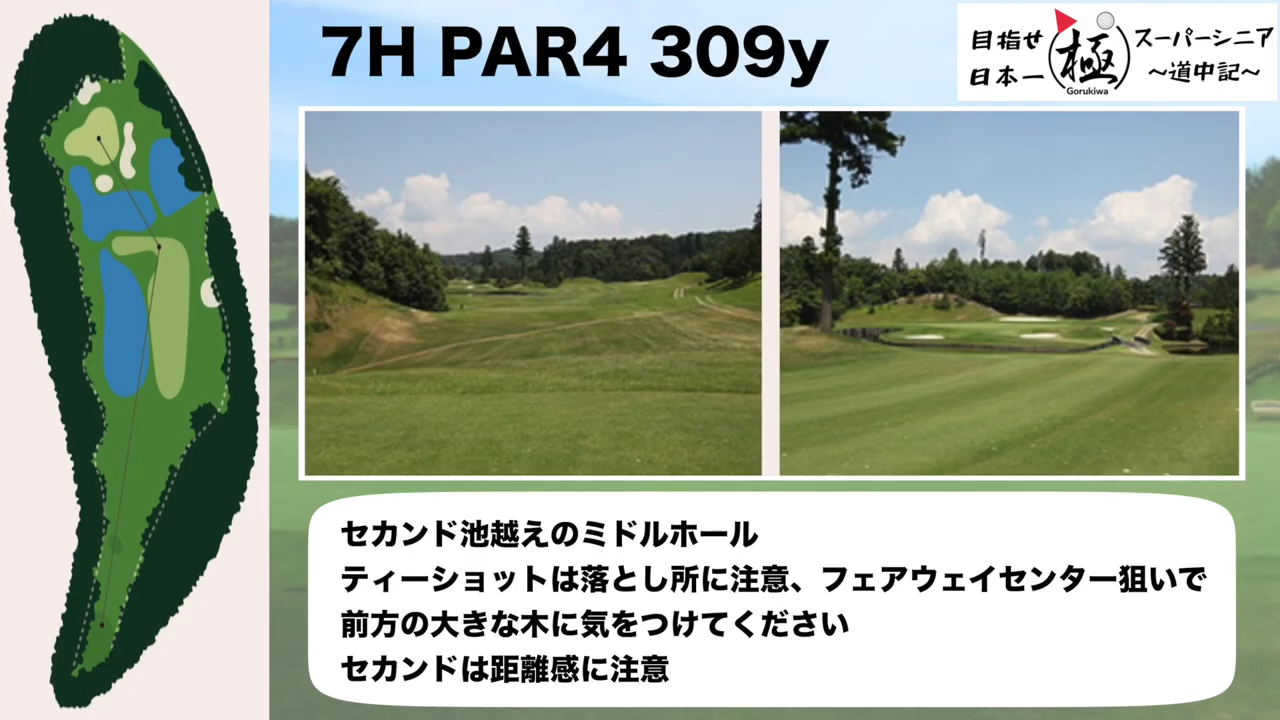 7H PAR4 309y
目指せ
日本一
極
Gorukiwa
スーパーシニア
〜道中記〜
セカンド池越えのミドルホール
ティーショットは落とし所に注意、フェアウェイセンター狙いで
前方の大きな木に気をつけてください
セカンドは距離感に注意